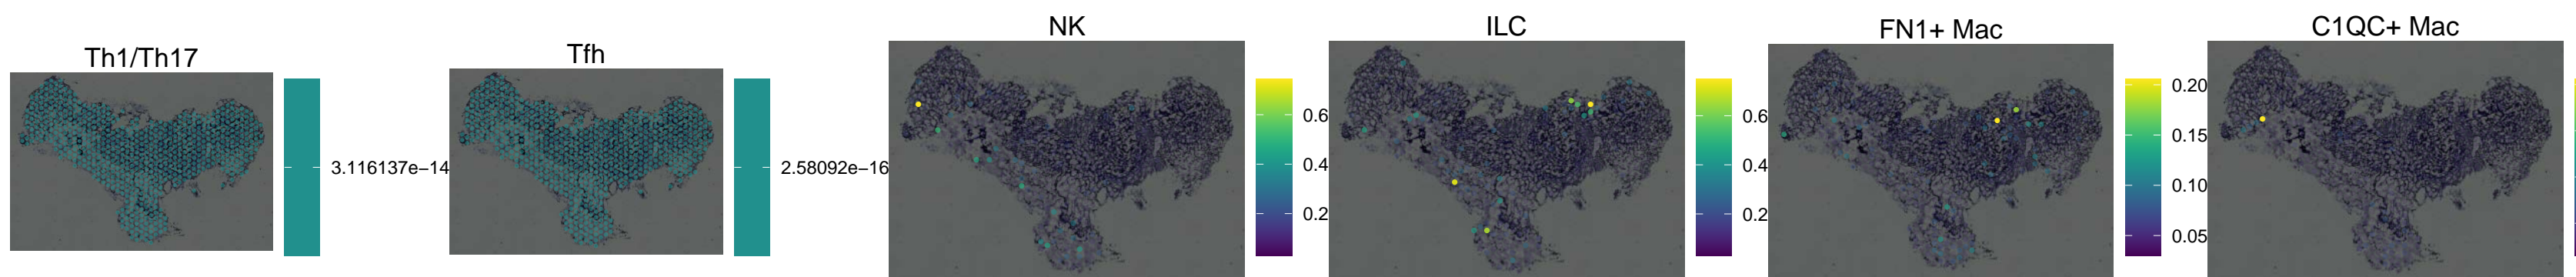 Th1/Th17
3.116137e−14
Tfh
2.58092e−16
NK
0.6
0.4
0.2
ILC
0.6
0.4
0.2
FN1+ Mac
0.20
0.15
0.10
0.05
C1QC+ Mac